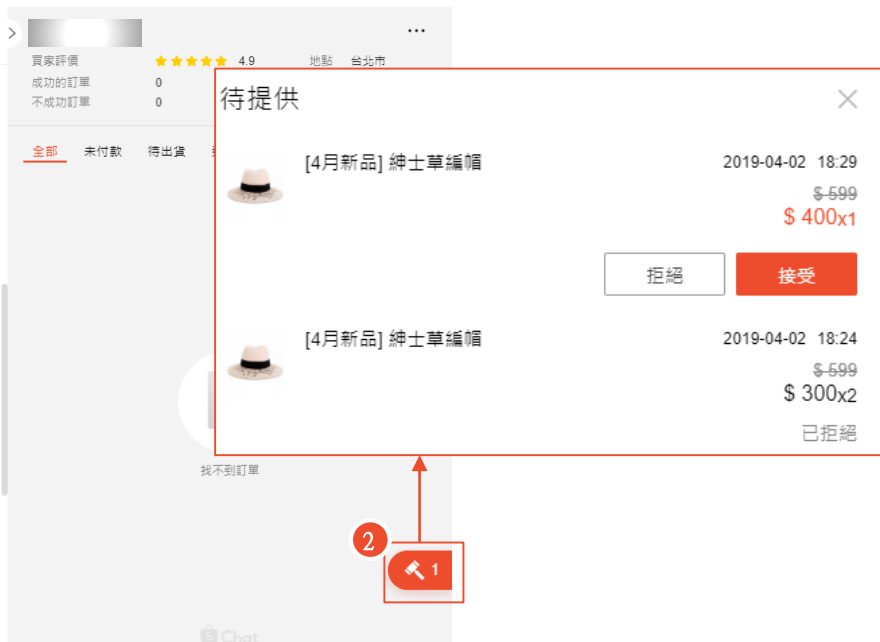 買家評價 4.9 地點 台北市
成功的訂單 0
不成功訂單 0
全部 未付款 待出貨
待提供
[4月新品] 紳士草編帽 2019-04-02 18:29
$ 599
$ 400x1
拒絕 接受
[4月新品] 紳士草編帽 2019-04-02 18:24
$ 599
$ 300x2
已拒絕
找不到訂單
2
1
Chat